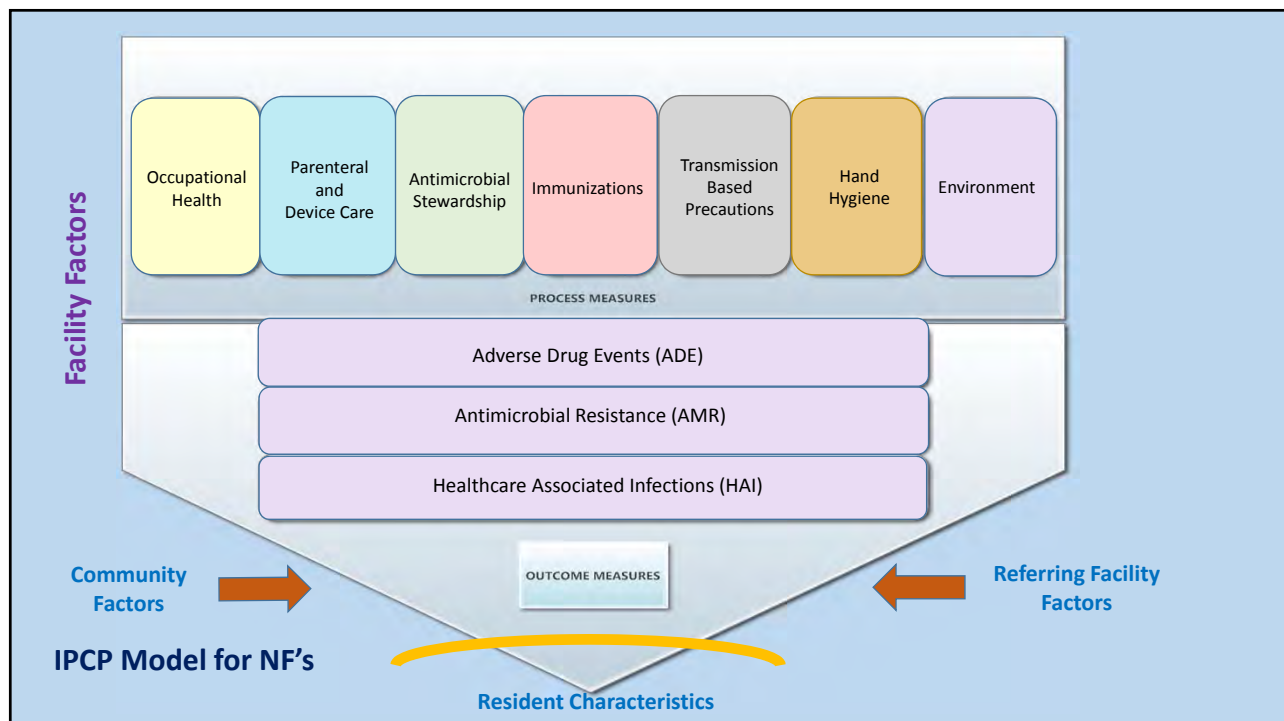 Facility Factors
Occupational
Health
Parenteral
and
Device Care
Antimicrobial
Stewardship
Immunizations
Transmission
Based
Precautions
Hand
Hygiene
Environment
PROCESS MEASURES
Adverse Drug Events (ADE)
Antimicrobial Resistance (AMR)
Healthcare Associated Infections (HAI)
OUTCOME MEASURES
Community
Factors
Referring Facility
Factors
IPCP Model for NF's
Resident Characteristics